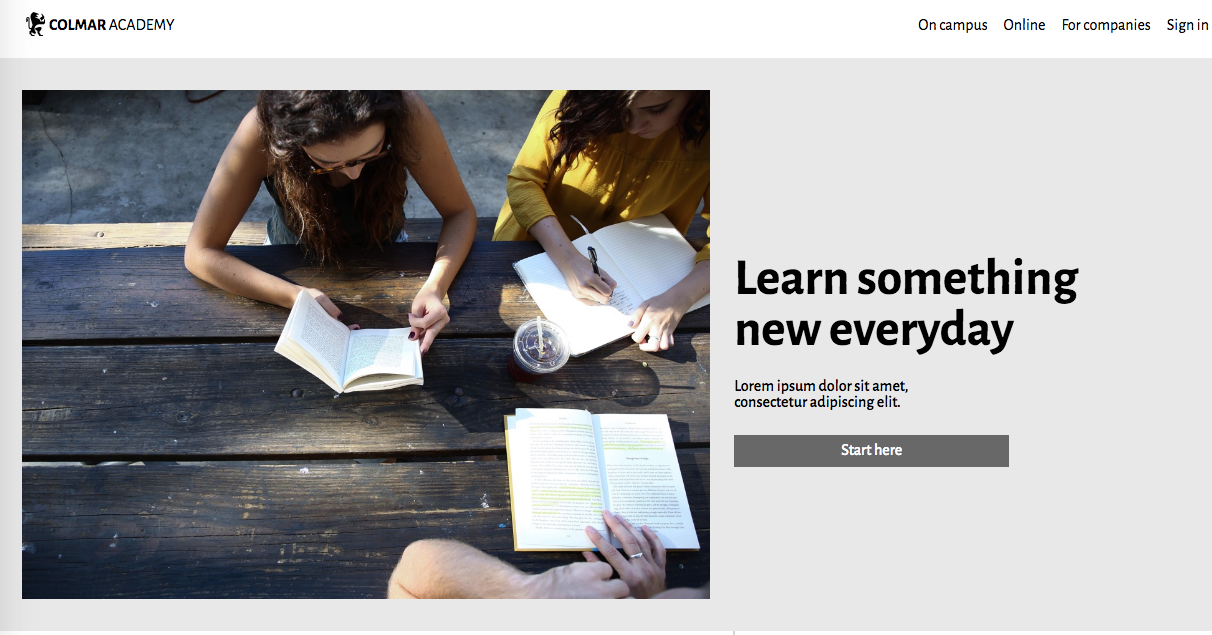 COLMAR ACADEMY
On campus Online For companies Sign in
Learn something
new everyday
Lorem ipsum dolor sit amet,
consectetur adipiscing elit.
Start here